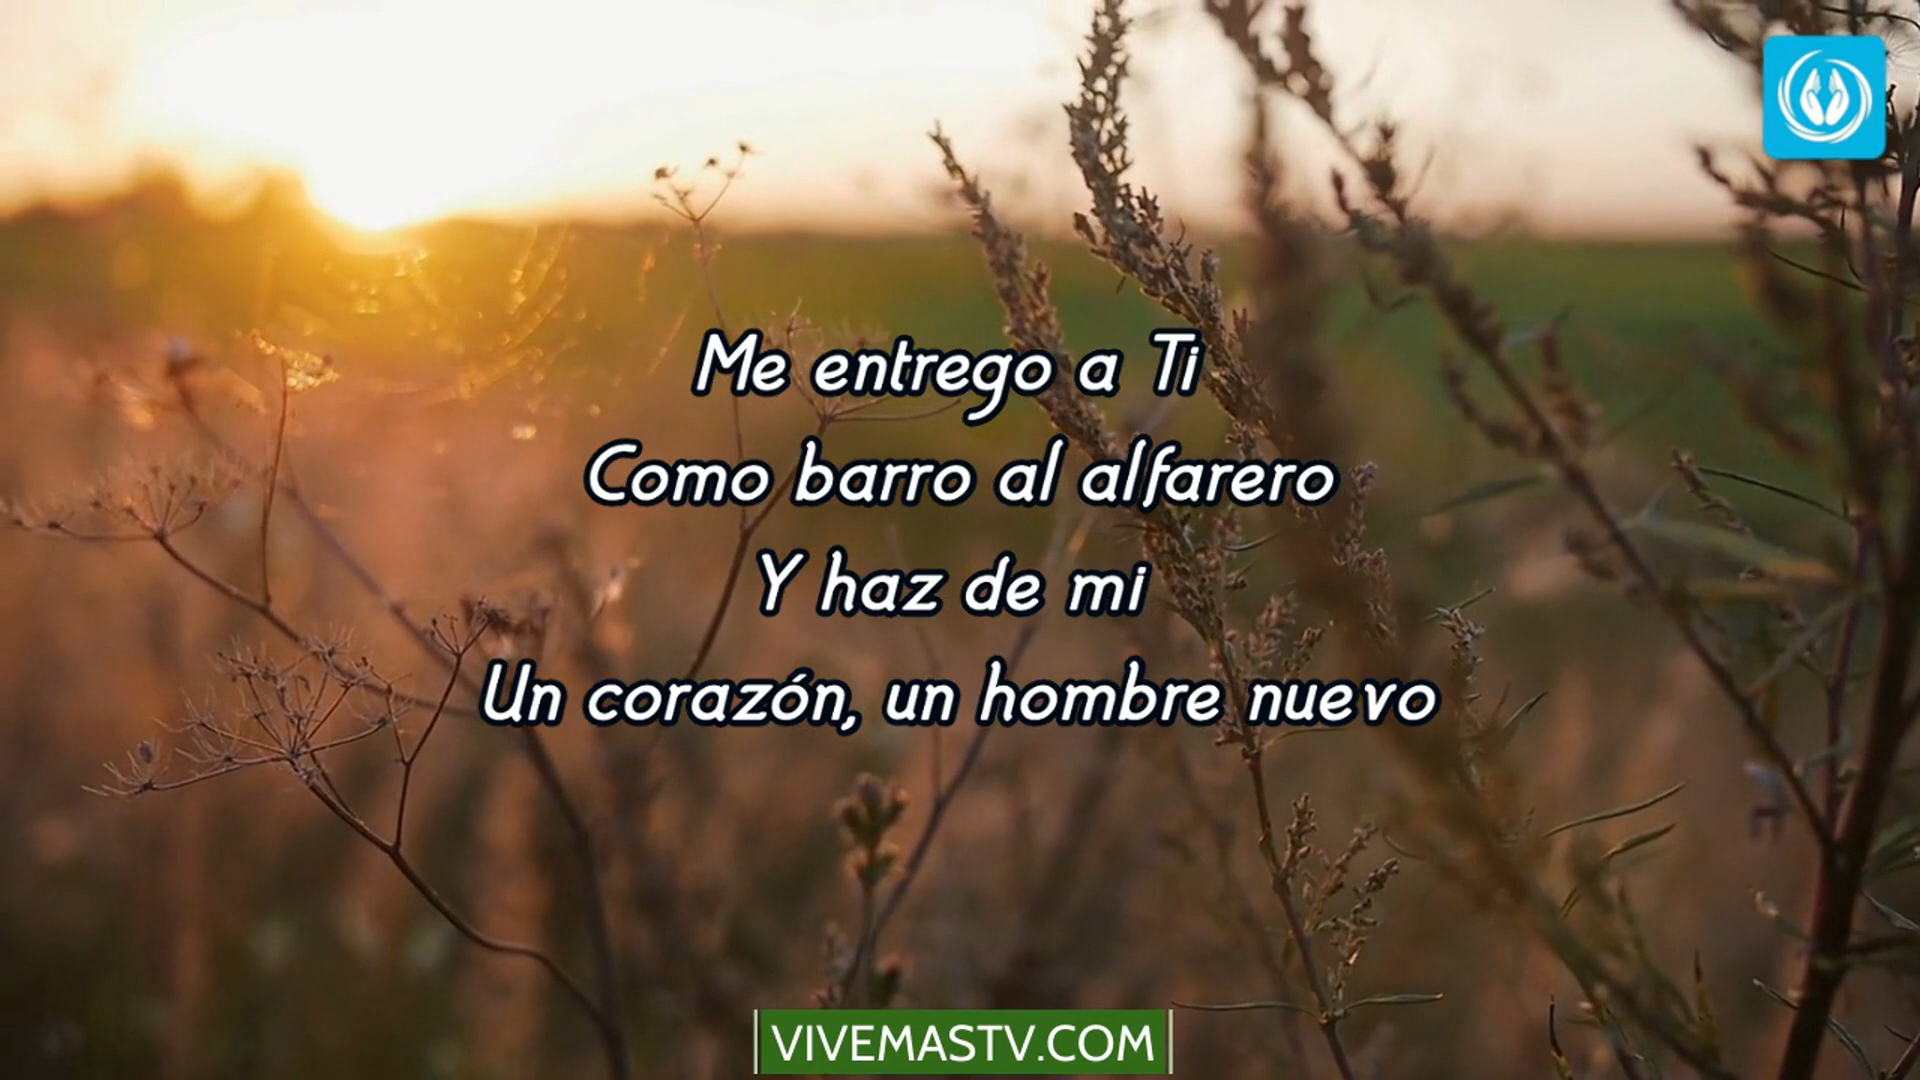 Me entrego a Ti
Como barro al alfarero
Y haz de mi
Un corazón, un hombre nuevo
VIVEMASTV.COM